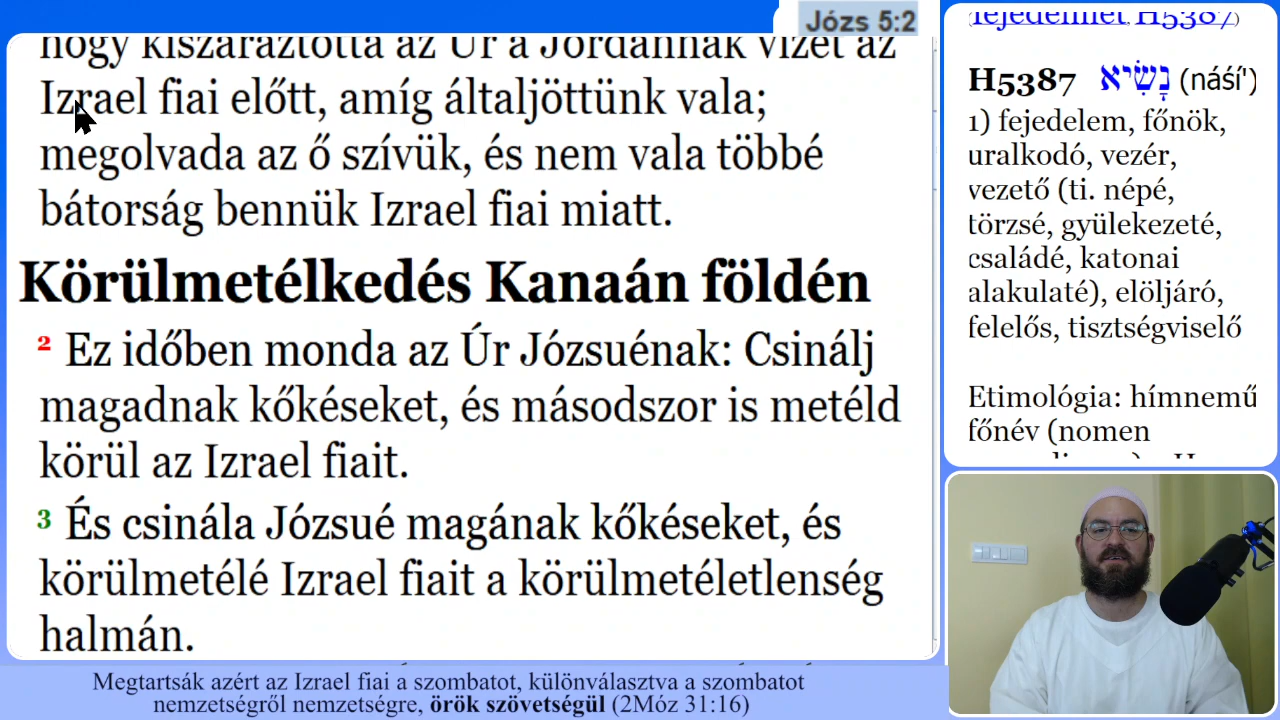 Józs 5:2
hogy kiszáraztotta az Úr a Jordánnak vizét az
Izrael fiai előtt, amíg általjöttünk vala;
megolvada az ő szívük, és nem vala többé
bátorság bennük Izrael fiai miatt.
Körülmetélkedés Kanaán földén
2 Ez időben monda az Úr Józsuénak: Csinálj
magadnak kőkéseket, és másodszor is metéld
körül az Izrael fiait.
3 És csinála Józsué magának kőkéseket, és
körülmetélé Izrael fiait a körülmetéletlenség
halmán.
(fejedelmet, H5387)
H5387 נָשִׂיא (náśí')
1) fejedelem, főnök,
uralkodó, vezér,
vezető (ti. népé,
törzsé, gyülekezeté,
családé, katonai
alakulaté), elöljáró,
felelős, tisztségviselő
Etimológia: hímnemű
főnév (nomen
Megtartsák azért az Izrael fiai a szombatot, különválasztva a szombatot
nemzetségről nemzetségre, örök szövetségül (2Móz 31:16)